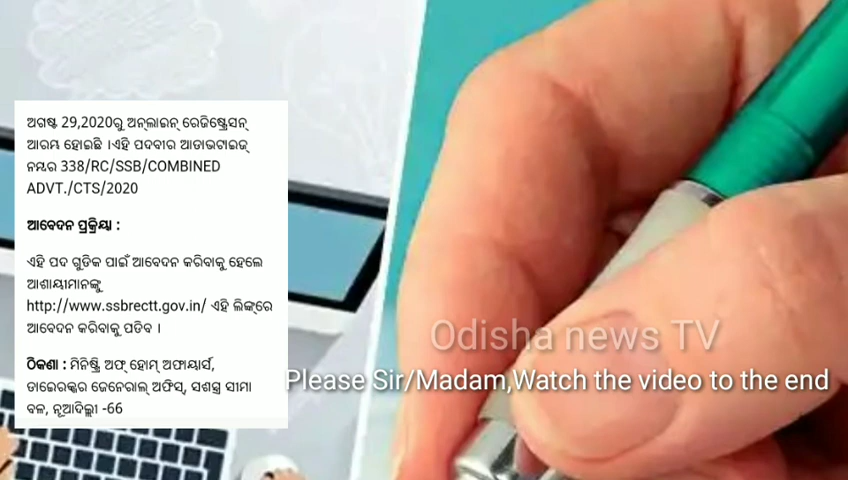 ଅଗଷ୍ଟ 29,2020ରୁ ଅନ୍‌ଲାଇନ୍ ରେଜିଷ୍ଟ୍ରେସନ୍
ଆରମ୍ଭ ହୋଇଛି ।ଏହି ପଦବୀର ଆଡାଭଟାଇଜ୍
ନମ୍ବର 338/RC/SSB/COMBINED
ADVT./CTS/2020
ଆବେଦନ ପ୍ରକ୍ରିୟା :
ଏହି ପଦ ଗୁଡିକ ପାଇଁ ଆବେଦନ କରିବାକୁ ହେଲେ
ଆଶାୟୀମାନଙ୍କୁ
http://www.ssbrectt.gov.in/ ଏହି ଲିଙ୍କ୍‌ରେ
ଆବେଦନ କରିବାକୁ ପଡିବ ।
ଠିକଣା : ମିନିଷ୍ଟ୍ରି ଅଫ୍ ହୋମ୍ ଅଫାୟାର୍ସ,
ଡାଇେରକ୍ଟର ଜେନେରାଲ୍ ଅଫିସ୍, ସଶସ୍ତ୍ର ସୀମା
ବଳ, ନୂଆଦିଲ୍ଲୀ -66
Odisha news TV
Please Sir/Madam,Watch the video to the end